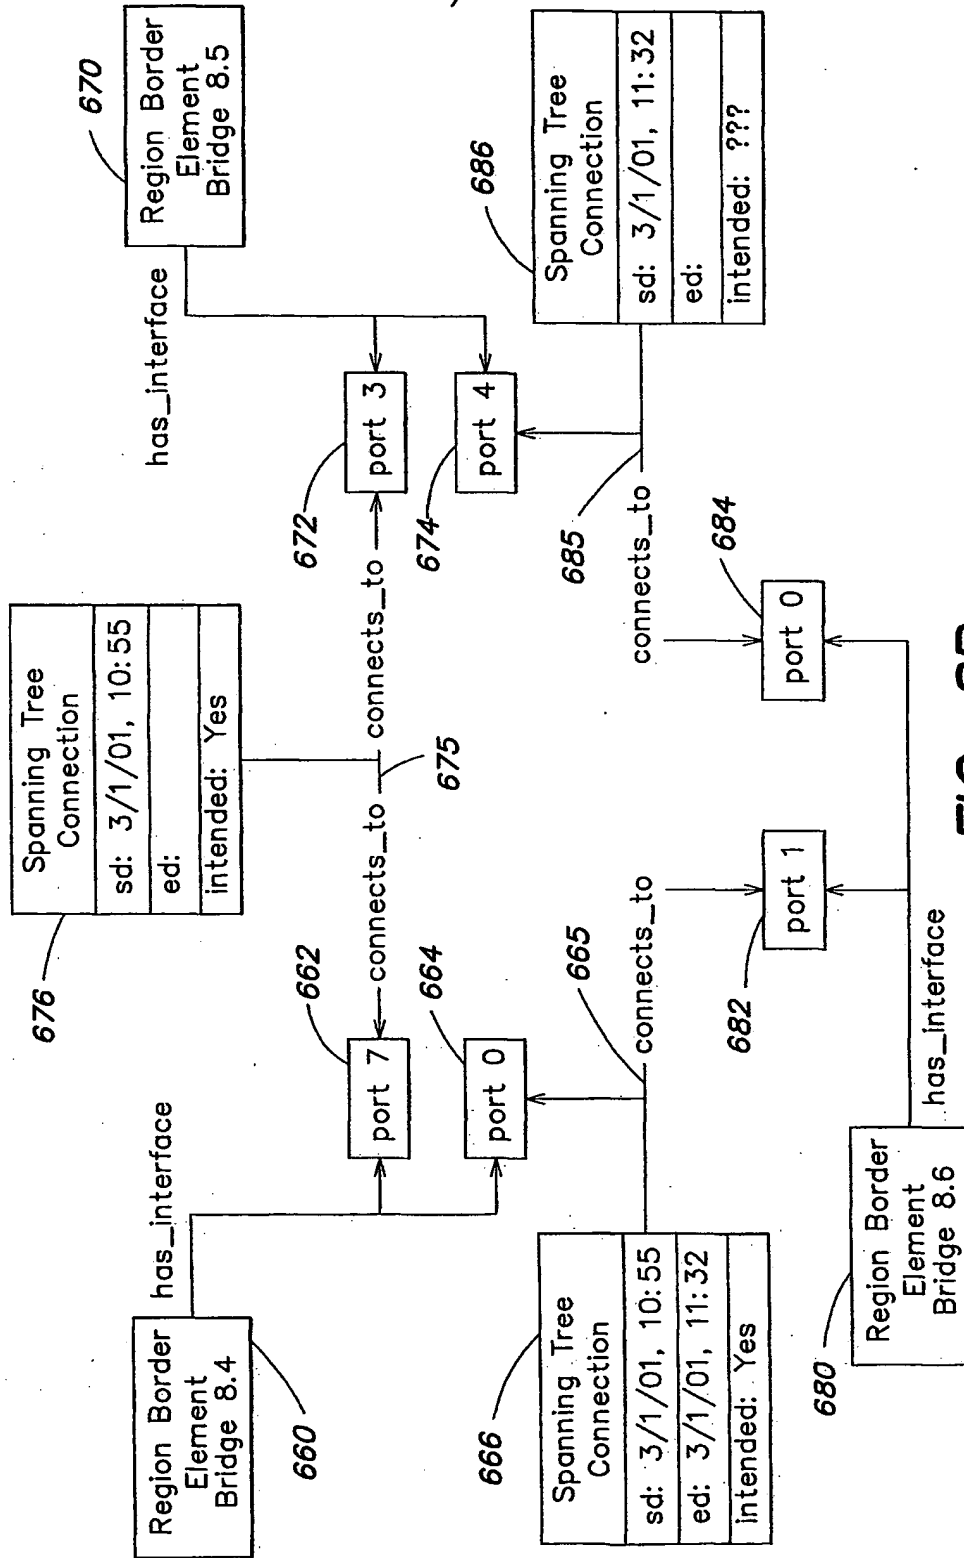 Region Border
Element
Bridge 8.4
660
has_interface
port 7
662
port 0
664
connects_to
675
connects_to
Spanning Tree
Connection
sd: 3/1/01, 10:55
ed:
intended: Yes
676
Region Border
Element
Bridge 8.5
670
has_interface
port 3
672
port 4
674
Spanning Tree
Connection
sd: 3/1/01, 10:55
ed: 3/1/01, 11:32
intended: Yes
666
665
connects_to
port 1
682
685
connects_to
port 0
684
Spanning Tree
Connection
sd: 3/1/01, 11:32
ed:
intended: ???
686
Region Border
Element
Bridge 8.6
680
has_interface